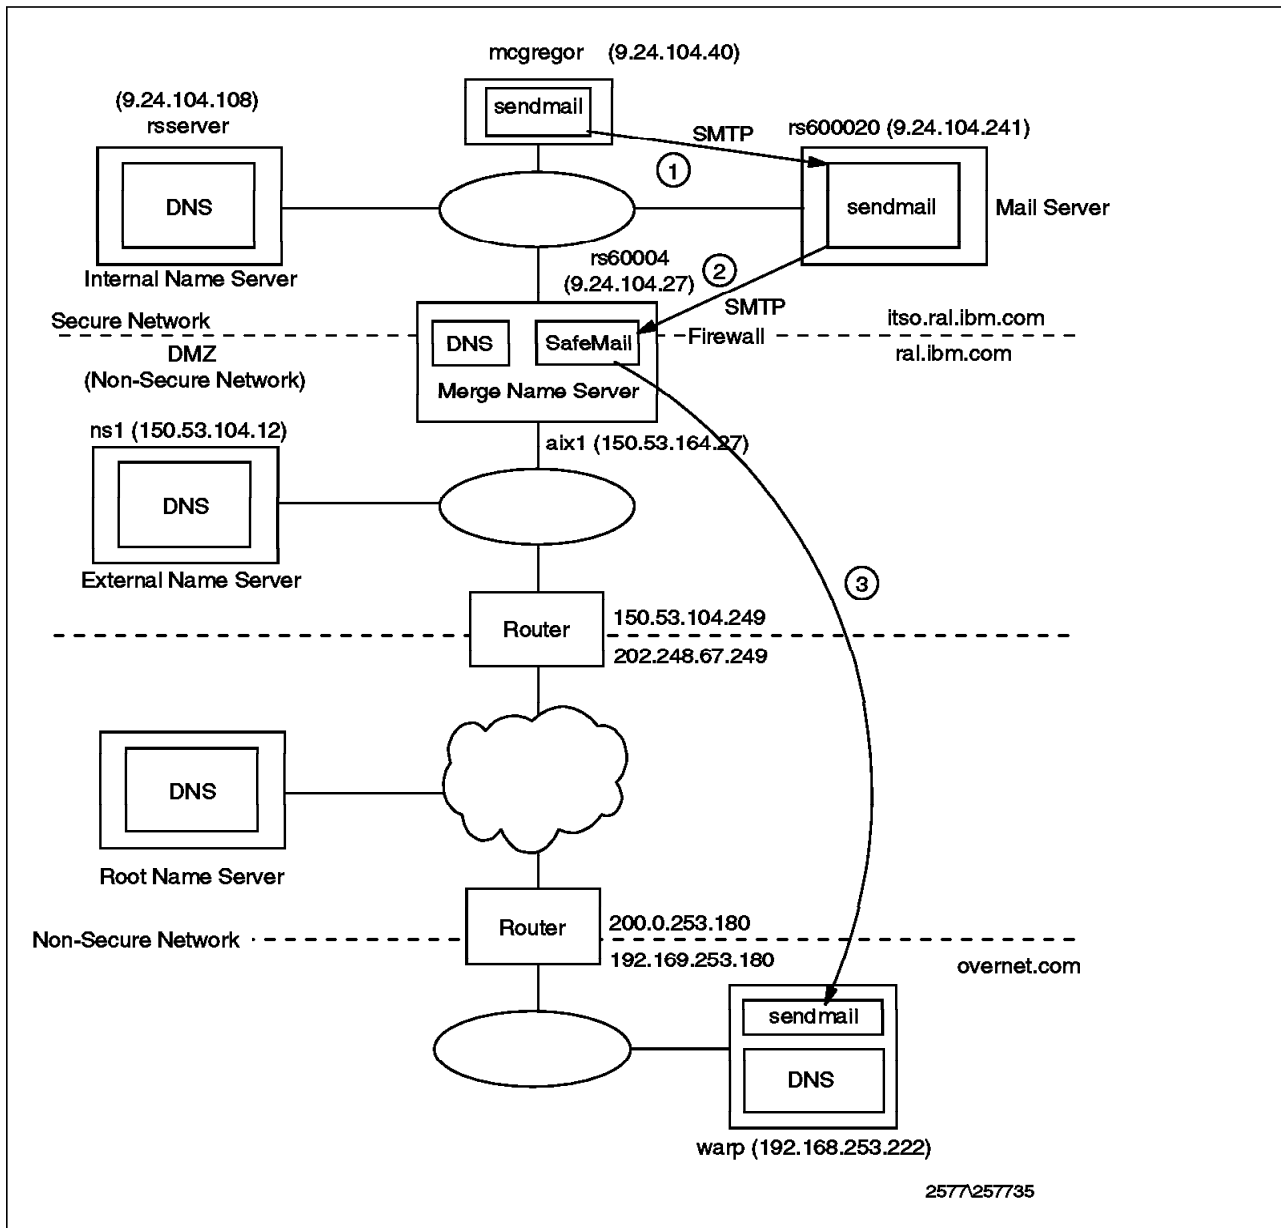 mcgregor (9.24.104.40)
sendmail
(9.24.104.108)
rsserver
SMTP
rs600020 (9.24.104.241)
1
DNS
sendmail
Mail Server
Internal Name Server
rs60004
(9.24.104.27)
2
SMTP
Secure Network
itso.ral.ibm.com
DNS
SafeMail
Firewall
DMZ
(Non-Secure Network)
ral.ibm.com
Merge Name Server
ns1 (150.53.104.12)
aix1 (150.53.164.27)
DNS
External Name Server
3
Router
150.53.104.249
202.248.67.249
DNS
Root Name Server
Router
200.0.253.180
Non-Secure Network
192.169.253.180
overnet.com
sendmail
DNS
warp (192.168.253.222)
2577\257735